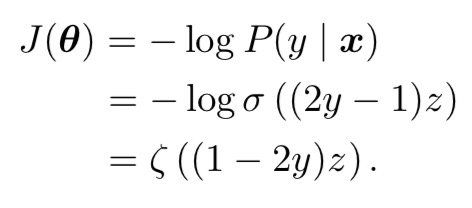 J(θ) = − log P(y | x)
= − log σ ((2y − 1)z)
= ζ ((1 − 2y)z) .